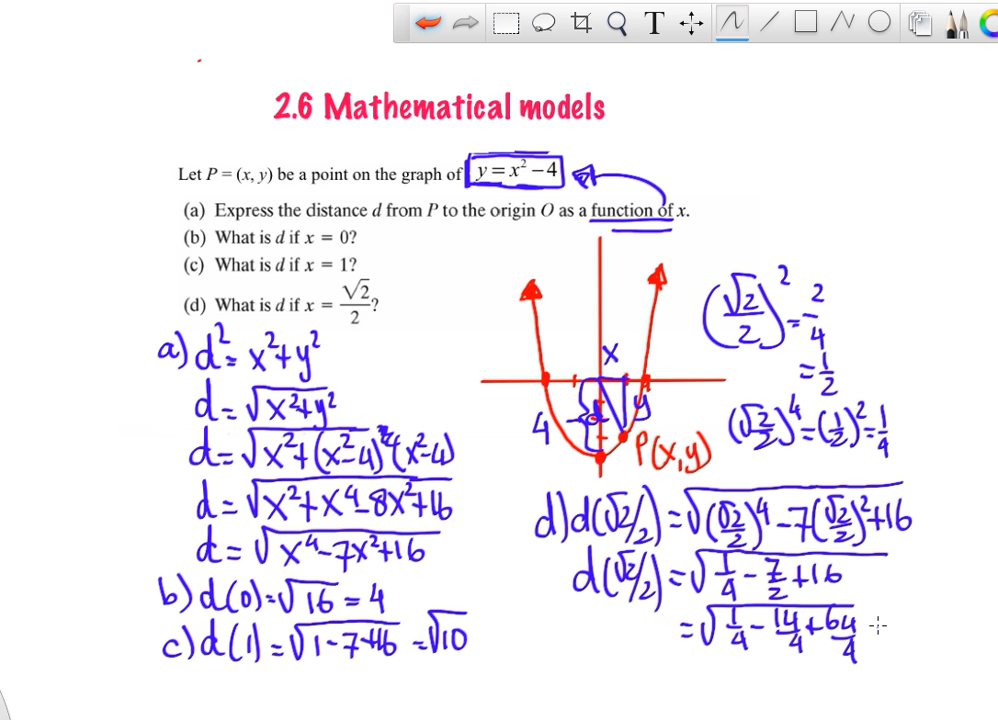 T
2.6 Mathematical models
Let P = (x, y) be a point on the graph of y = x² − 4
(a) Express the distance d from P to the origin O as a function of x.
(b) What is d if x = 0?
(c) What is d if x = 1?
(d) What is d if x = √2/2?
a) d² = x² + y²
d = √(x² + y²)
d = √(x² + (x² − 4)²) (x² − 4)
d = √(x² + x⁴ − 8x² + 16)
d = √(x⁴ − 7x² + 16)
b) d(0) = √16 = 4
c) d(1) = √(1 − 7 + 16) = √10
x
y
d
4
P(x, y)
(√2/2)² = 2/4
= 1/2
(√2/2)⁴ = (1/2)² = 1/4
d) d(√2/2) = √((√2/2)⁴ − 7(√2/2)² + 16)
d(√2/2) = √(1/4 − 7/2 + 16)
= √(1/4 − 14/4 + 64/4)